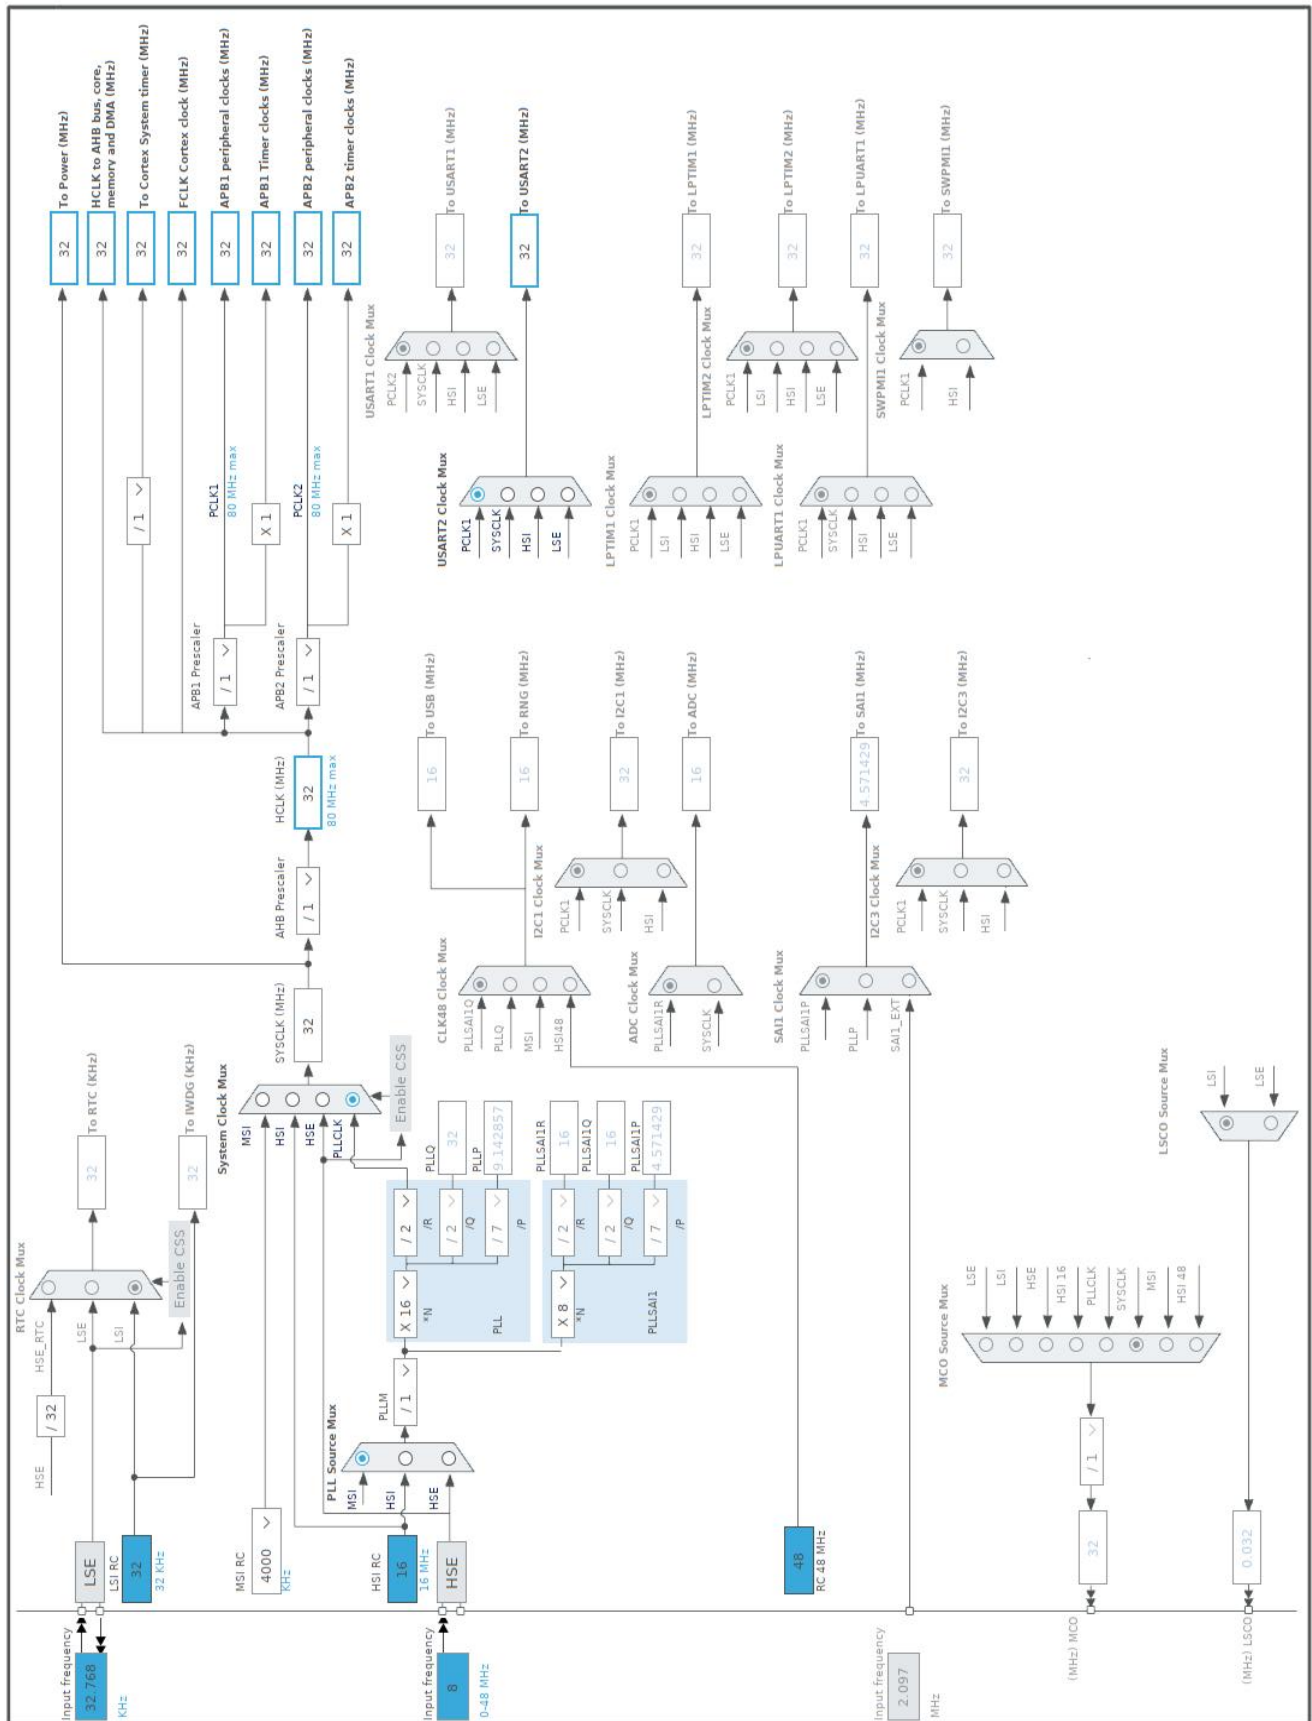 Input frequency
32.768
KHz
LSE
LSI RC
32
32 KHz
HSE
/ 32
HSE_RTC
LSE
LSI
RTC Clock Mux
Enable CSS
32
To RTC (KHz)
32
To IWDG (KHz)
MSI RC
4000
KHz
HSI RC
16
16 MHz
Input frequency
8
0-48 MHz
HSE
PLL Source Mux
MSI
HSI
HSE
PLLM
/ 1
X 16
*N
PLL
/ 2
/R
/ 2
/Q
/ 7
/P
PLLQ
32
PLLP
9.142857
X 8
*N
PLLSAI1
/ 2
/R
/ 2
/Q
/ 7
/P
PLLSAI1R
16
PLLSAI1Q
16
PLLSAI1P
4.571429
System Clock Mux
MSI
HSI
HSE
PLLCLK
Enable CSS
SYSCLK (MHz)
32
AHB Prescaler
/ 1
HCLK (MHz)
32
80 MHz max
APB1 Prescaler
/ 1
PCLK1
80 MHz max
X 1
APB2 Prescaler
/ 1
PCLK2
80 MHz max
X 1
/ 1
32
To Power (MHz)
32
HCLK to AHB bus, core,
memory and DMA (MHz)
32
To Cortex System timer (MHz)
32
FCLK Cortex clock (MHz)
32
APB1 peripheral clocks (MHz)
32
APB1 Timer clocks (MHz)
32
APB2 peripheral clocks (MHz)
32
APB2 timer clocks (MHz)
USART1 Clock Mux
PCLK2
SYSCLK
HSI
LSE
32
To USART1 (MHz)
USART2 Clock Mux
PCLK1
SYSCLK
HSI
LSE
32
To USART2 (MHz)
LPTIM1 Clock Mux
PCLK1
LSI
HSI
LSE
32
To LPTIM1 (MHz)
LPTIM2 Clock Mux
PCLK1
LSI
HSI
LSE
32
To LPTIM2 (MHz)
LPUART1 Clock Mux
PCLK1
SYSCLK
HSI
LSE
32
To LPUART1 (MHz)
SWPMI1 Clock Mux
PCLK1
HSI
32
To SWPMI1 (MHz)
CLK48 Clock Mux
PLLSAI1Q
PLLQ
MSI
HSI48
16
To USB (MHz)
16
To RNG (MHz)
I2C1 Clock Mux
PCLK1
SYSCLK
HSI
32
To I2C1 (MHz)
ADC Clock Mux
PLLSAI1R
SYSCLK
16
To ADC (MHz)
SAI1 Clock Mux
PLLSAI1P
PLLP
SAI1_EXT
4.571429
To SAI1 (MHz)
I2C3 Clock Mux
PCLK1
SYSCLK
HSI
32
To I2C3 (MHz)
48
RC 48 MHz
Input frequency
2.097
MHz
MCO Source Mux
LSE
LSI
HSE
HSI 16
PLLCLK
SYSCLK
MSI
HSI 48
/ 1
32
(MHz) MCO
LSCO Source Mux
LSI
LSE
0.032
(MHz) LSCO